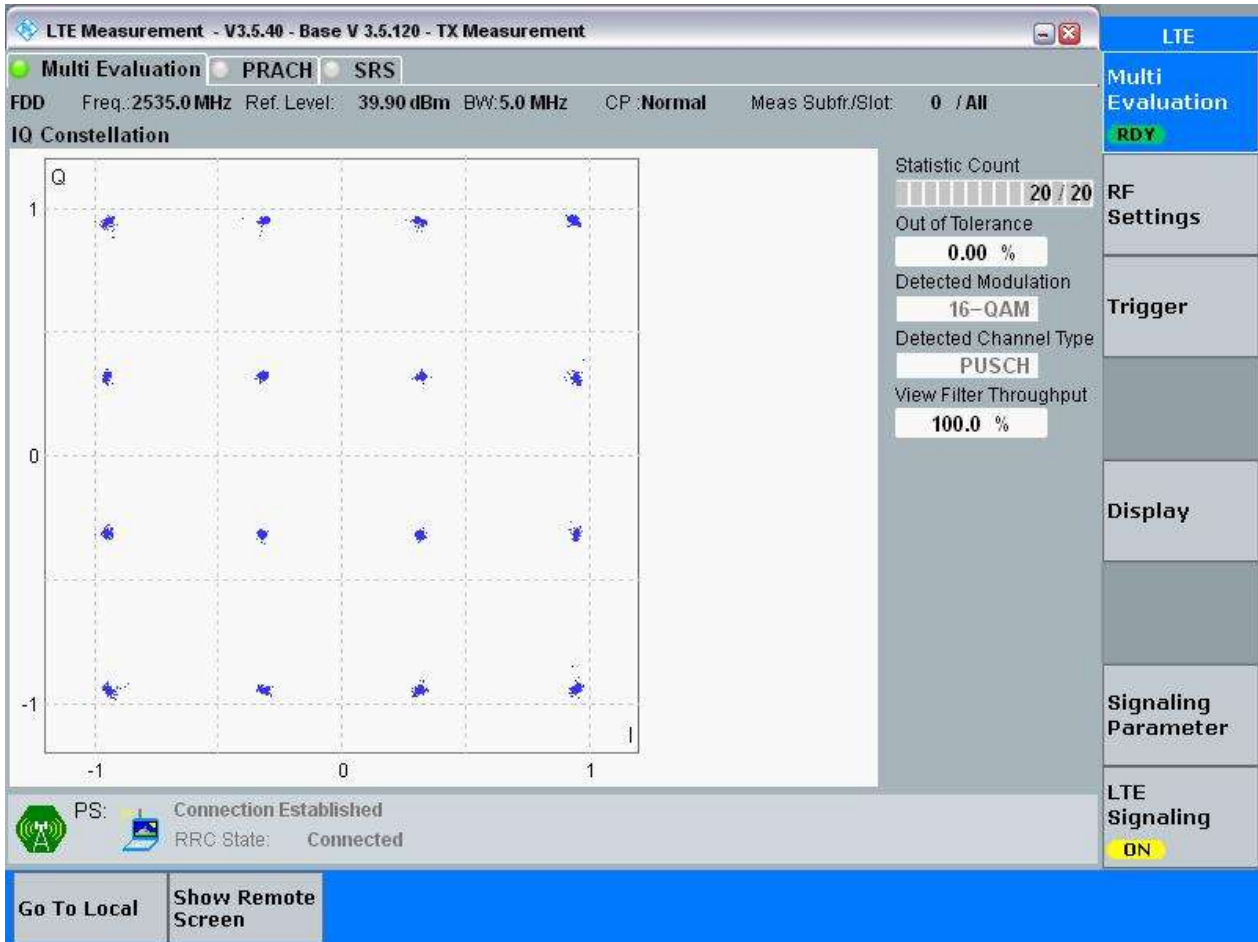 LTE Measurement - V3.5.40 - Base V 3.5.120 - TX Measurement
LTE
Multi Evaluation PRACH SRS
Multi
Evaluation
RDY
FDD Freq.:2535.0 MHz Ref. Level: 39.90 dBm BW:5.0 MHz CP :Normal Meas Subfr./Slot: 0 / All
IQ Constellation
Q
1
0
-1
-1 0 1
I
Statistic Count
20 / 20
Out of Tolerance
0.00 %
Detected Modulation
16-QAM
Detected Channel Type
PUSCH
View Filter Throughput
100.0 %
RF
Settings
Trigger
Display
Signaling
Parameter
LTE
Signaling
ON
PS: Connection Established
RRC State: Connected
Go To Local
Show Remote
Screen